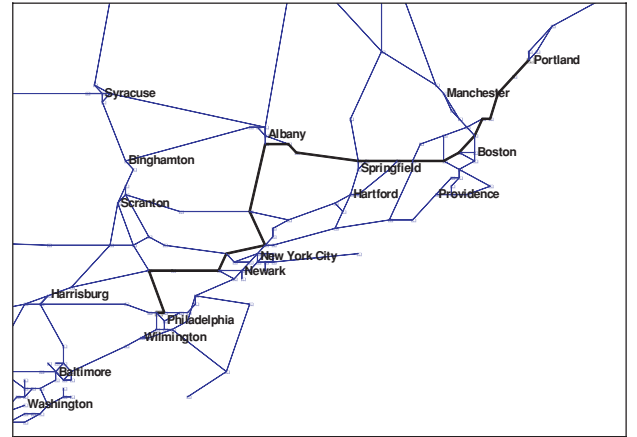 Portland
Syracuse
Manchester
Albany
Boston
Binghamton
Springfield
Hartford
Providence
Scranton
New York City
Newark
Harrisburg
Philadelphia
Wilmington
Baltimore
Washington